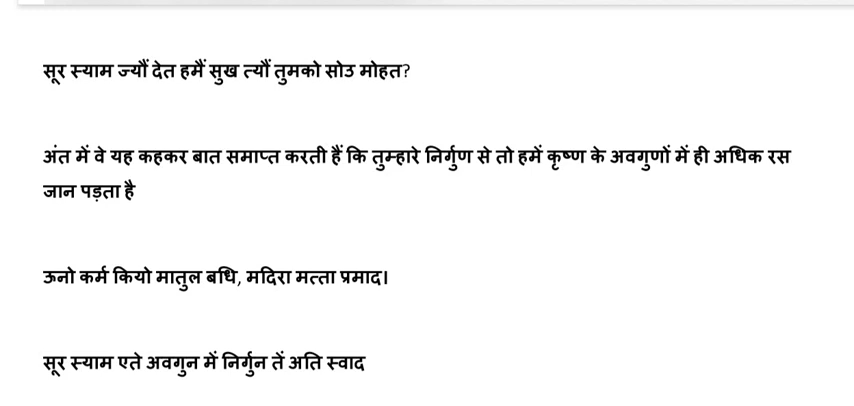 सूर स्याम ज्यौं देत हमैं सुख त्यौं तुमको सोउ मोहत?
अंत में वे यह कहकर बात समाप्त करती हैं कि तुम्हारे निर्गुण से तो हमें कृष्ण के अवगुणों में ही अधिक रस
जान पड़ता है
ऊनो कर्म कियो मातुल बधि, मदिरा मत्ता प्रमाद।
सूर स्याम एते अवगुन में निर्गुन तें अति स्वाद